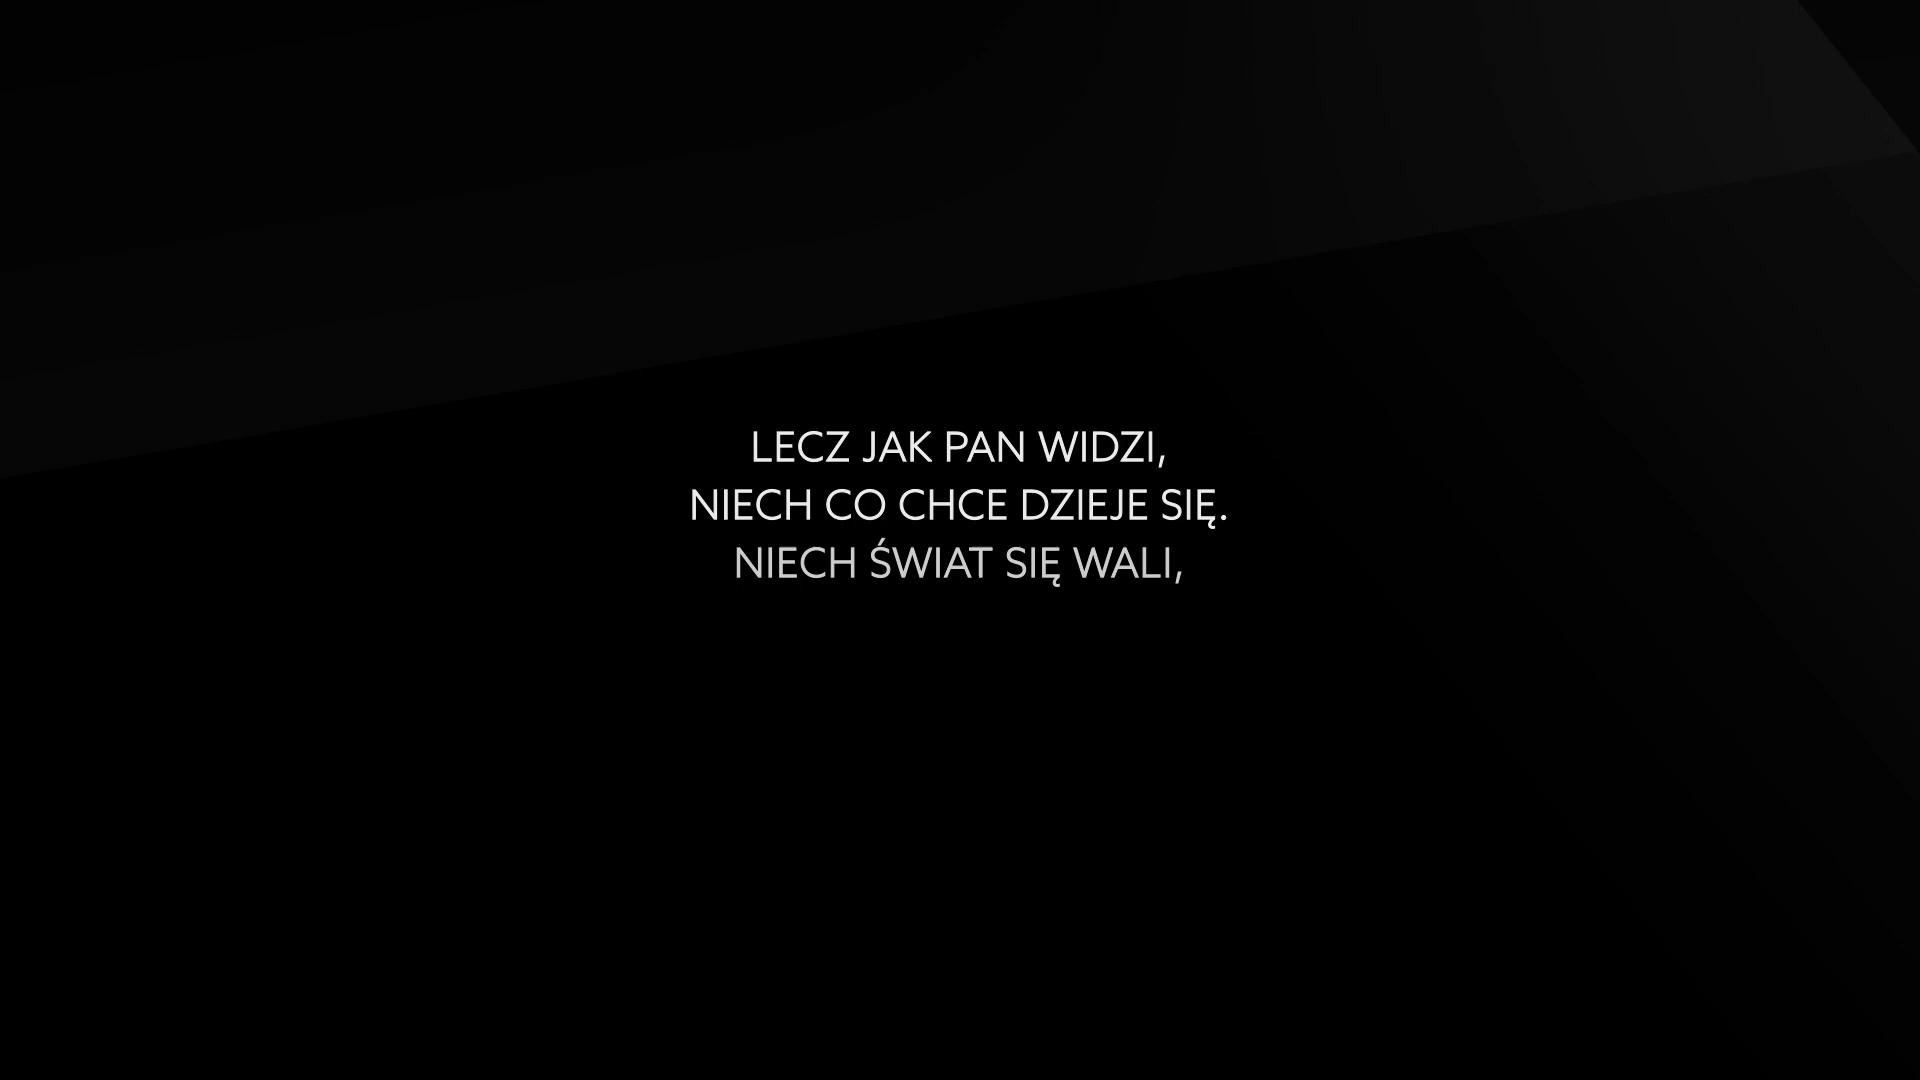 LECZ JAK PAN WIDZI,
NIECH CO CHCE DZIEJE SIĘ.
NIECH ŚWIAT SIĘ WALI,